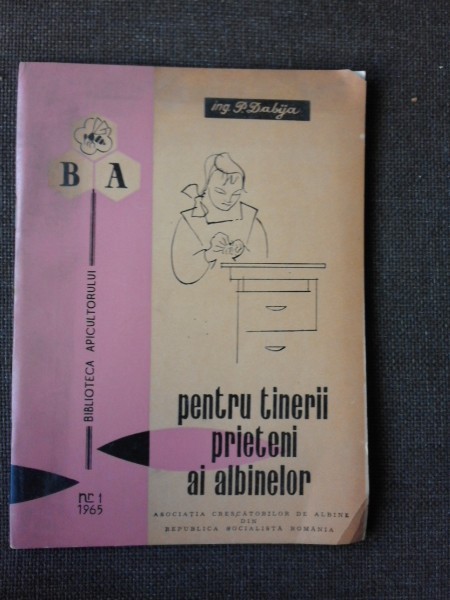 ing. P. Dabija
B A
BIBLIOTECA APICULTORULUI
pentru tinerii
prieteni
ai albinelor
nr 1
1965
ASOCIAȚIA CRESCĂTORILOR DE ALBINE
DIN
REPUBLICA SOCIALISTĂ ROMÂNIA